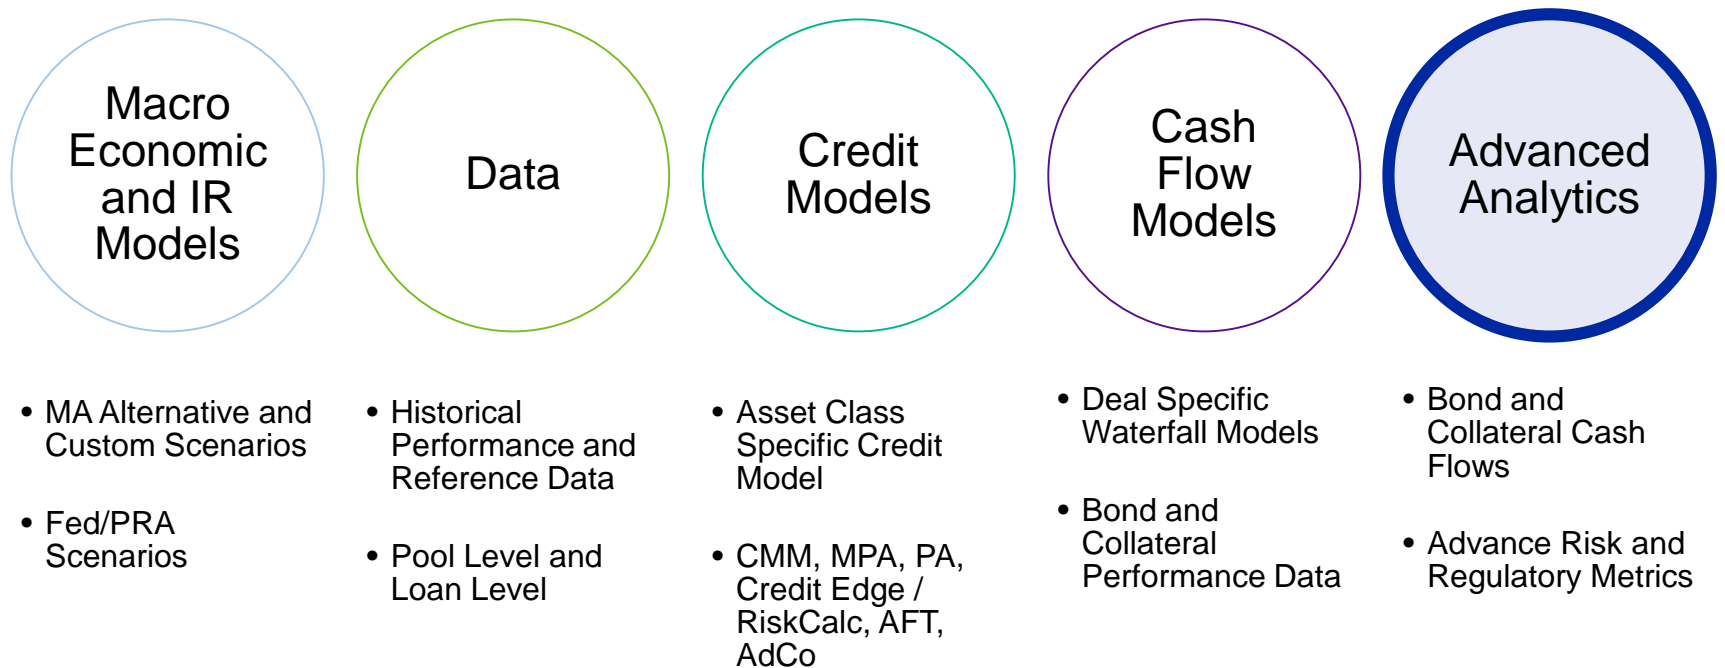 Macro
Economic
and IR
Models
Data
Credit
Models
Cash
Flow
Models
Advanced
Analytics
• MA Alternative and
Custom Scenarios
• Fed/PRA
Scenarios
• Historical
Performance and
Reference Data
• Pool Level and
Loan Level
• Asset Class
Specific Credit
Model
• CMM, MPA, PA,
Credit Edge /
RiskCalc, AFT,
AdCo
• Deal Specific
Waterfall Models
• Bond and
Collateral
Performance Data
• Bond and
Collateral Cash
Flows
• Advance Risk and
Regulatory Metrics